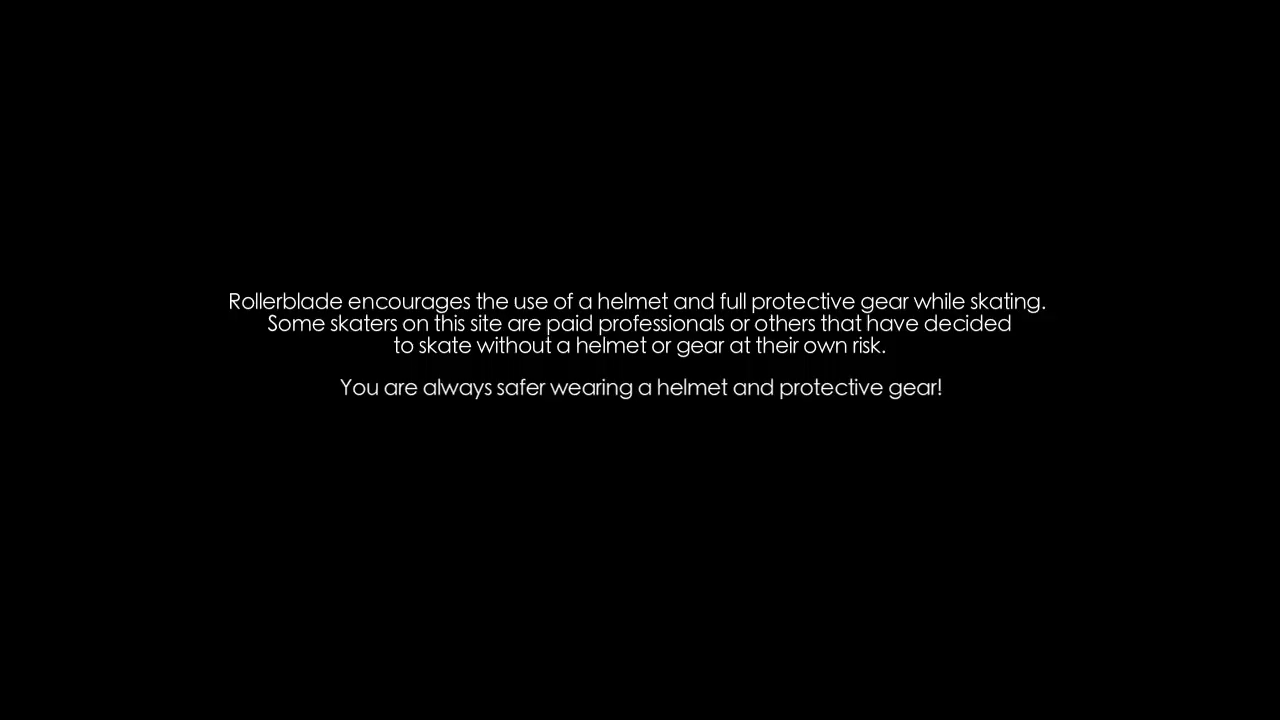 Rollerblade encourages the use of a helmet and full protective gear while skating.
Some skaters on this site are paid professionals or others that have decided
to skate without a helmet or gear at their own risk.
You are always safer wearing a helmet and protective gear!